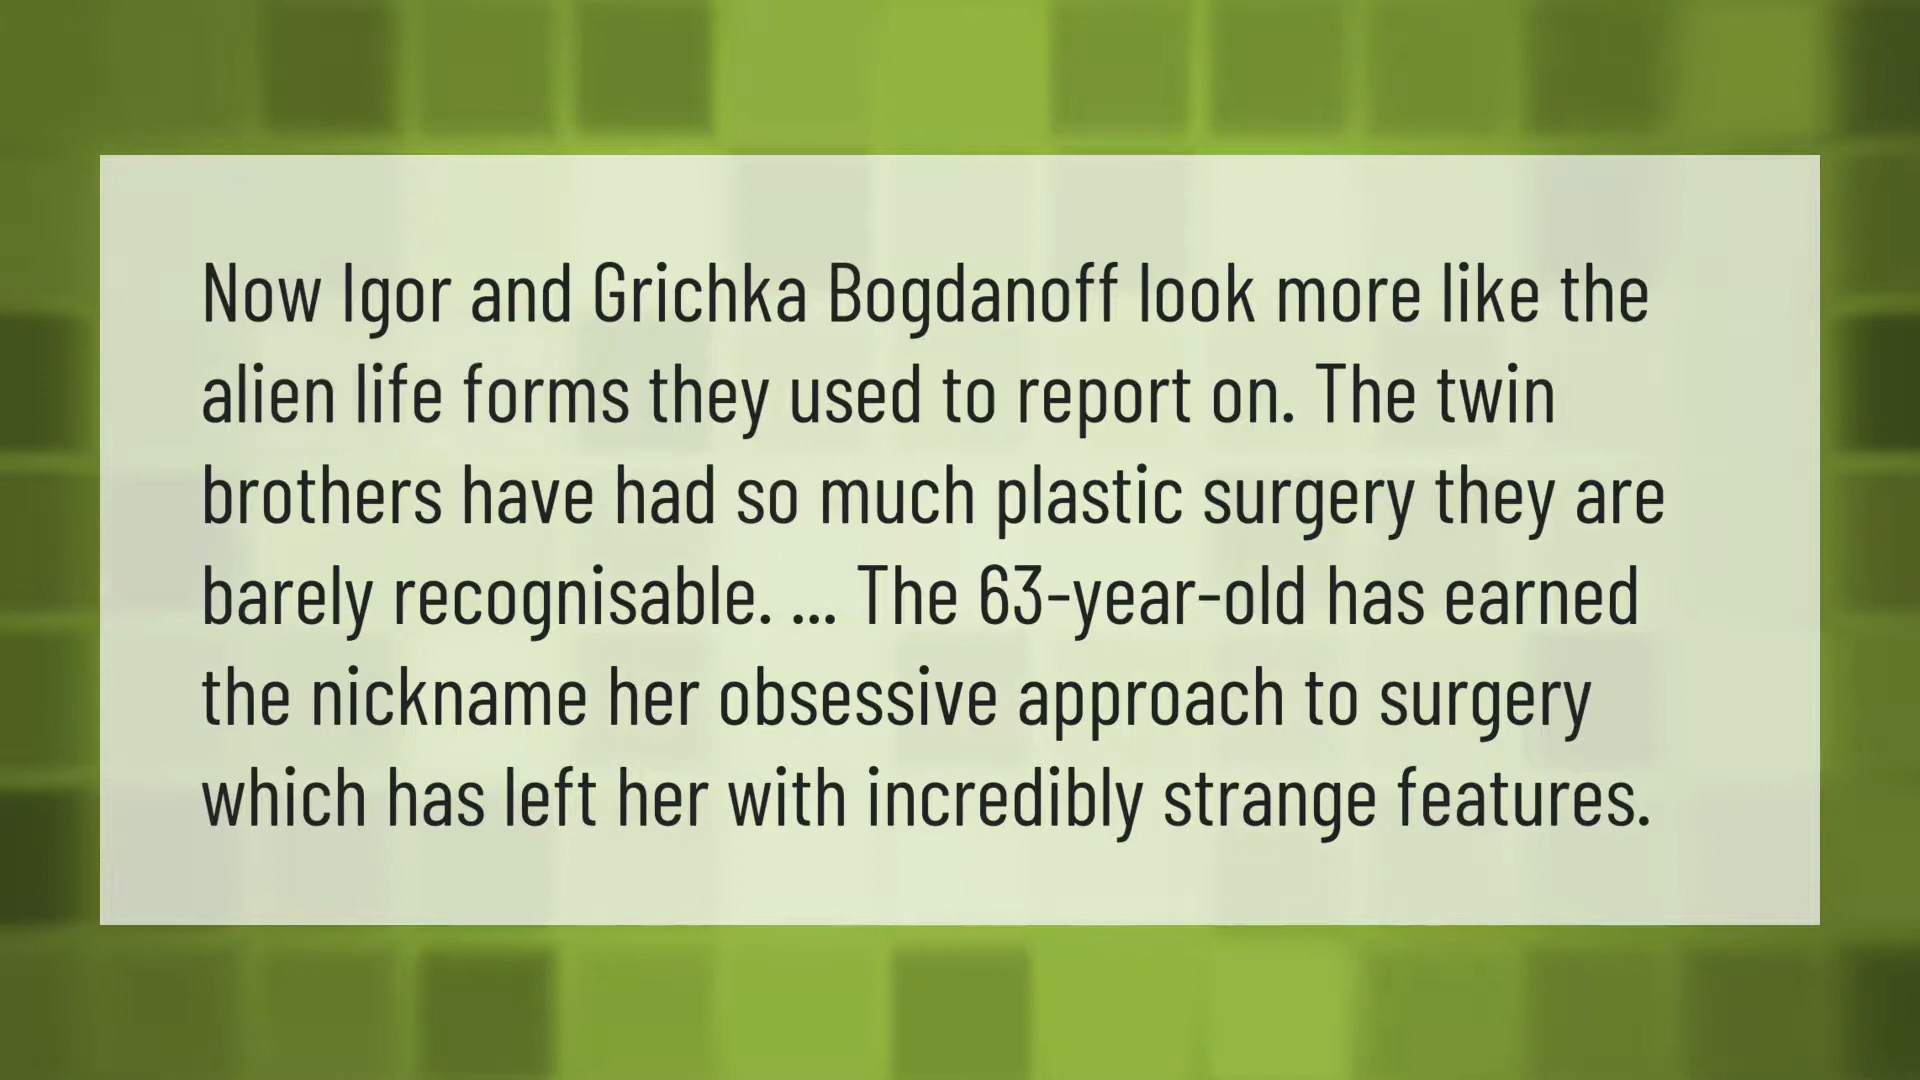 Now Igor and Grichka Bogdanoff look more like the
alien life forms they used to report on. The twin
brothers have had so much plastic surgery they are
barely recognisable. ... The 63-year-old has earned
the nickname her obsessive approach to surgery
which has left her with incredibly strange features.